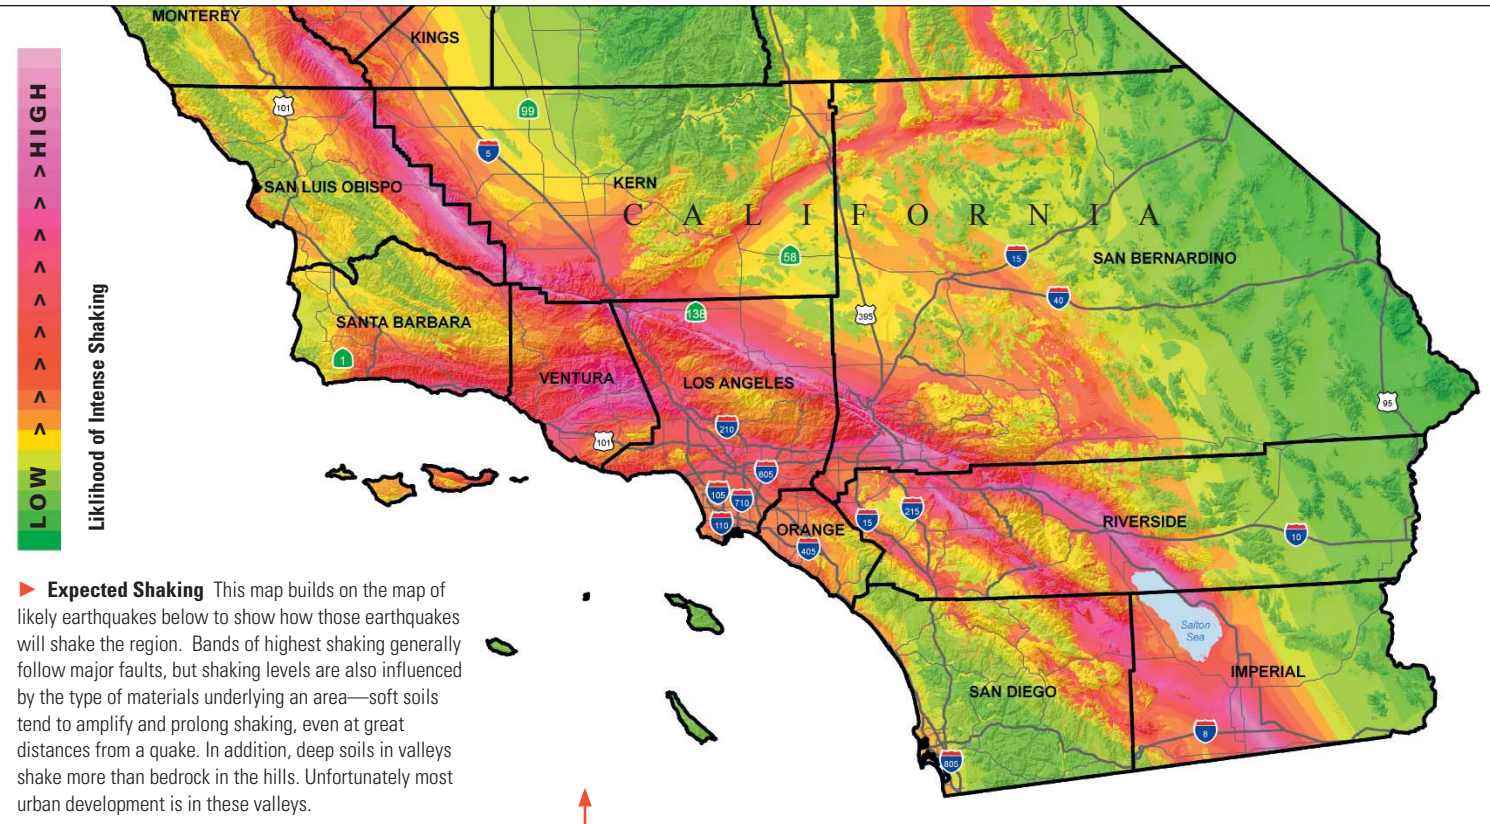 MONTEREY
KINGS
HIGH
> > > > > > > > >
LOW
Liklihood of Intense Shaking
101
99
5
SAN LUIS OBISPO
KERN
CALIFORNIA
58
15
SAN BERNARDINO
40
138
395
SANTA BARBARA
1
VENTURA
LOS ANGELES
95
210
101
605
105
710
110
ORANGE
405
15
215
RIVERSIDE
10
Salton
Sea
IMPERIAL
SAN DIEGO
8
805
► Expected Shaking This map builds on the map of
likely earthquakes below to show how those earthquakes
will shake the region. Bands of highest shaking generally
follow major faults, but shaking levels are also influenced
by the type of materials underlying an area—soft soils
tend to amplify and prolong shaking, even at great
distances from a quake. In addition, deep soils in valleys
shake more than bedrock in the hills. Unfortunately most
urban development is in these valleys.